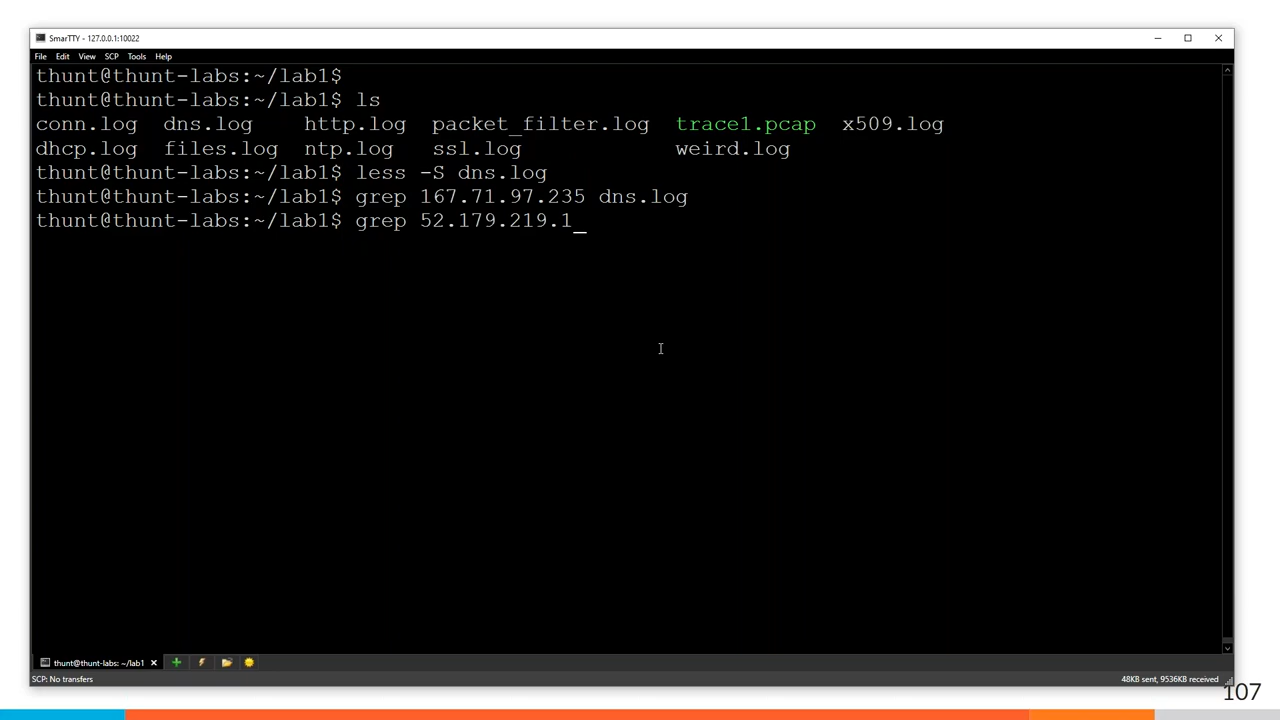 SmarTTY - 127.0.0.1:10022
File Edit View SCP Tools Help
thunt@thunt-labs:~/lab1$
thunt@thunt-labs:~/lab1$ ls
conn.log dns.log http.log packet_filter.log trace1.pcap x509.log
dhcp.log files.log ntp.log ssl.log weird.log
thunt@thunt-labs:~/lab1$ less -S dns.log
thunt@thunt-labs:~/lab1$ grep 167.71.97.235 dns.log
thunt@thunt-labs:~/lab1$ grep 52.179.219.1_
thunt@thunt-labs: ~/lab1
SCP: No transfers 48KB sent, 9536KB received
107